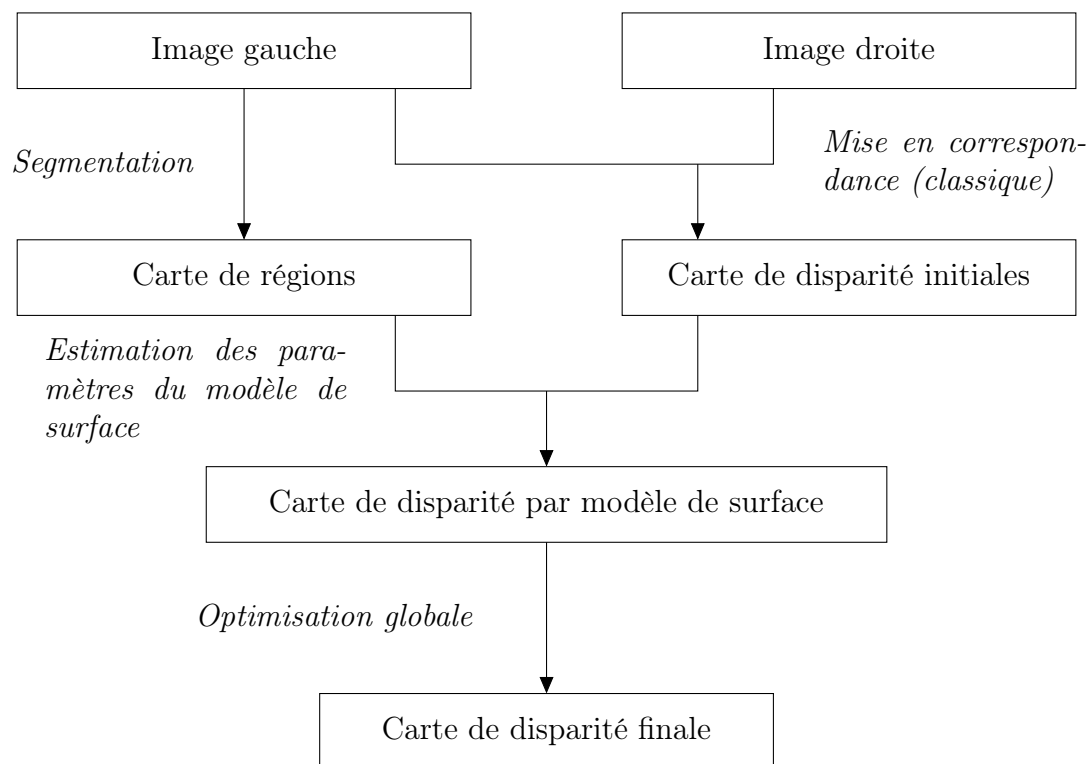 Image gauche
Image droite
Segmentation
Mise en correspon-
dance (classique)
Carte de régions
Carte de disparité initiales
Estimation des para-
mètres du modèle de
surface
Carte de disparité par modèle de surface
Optimisation globale
Carte de disparité finale